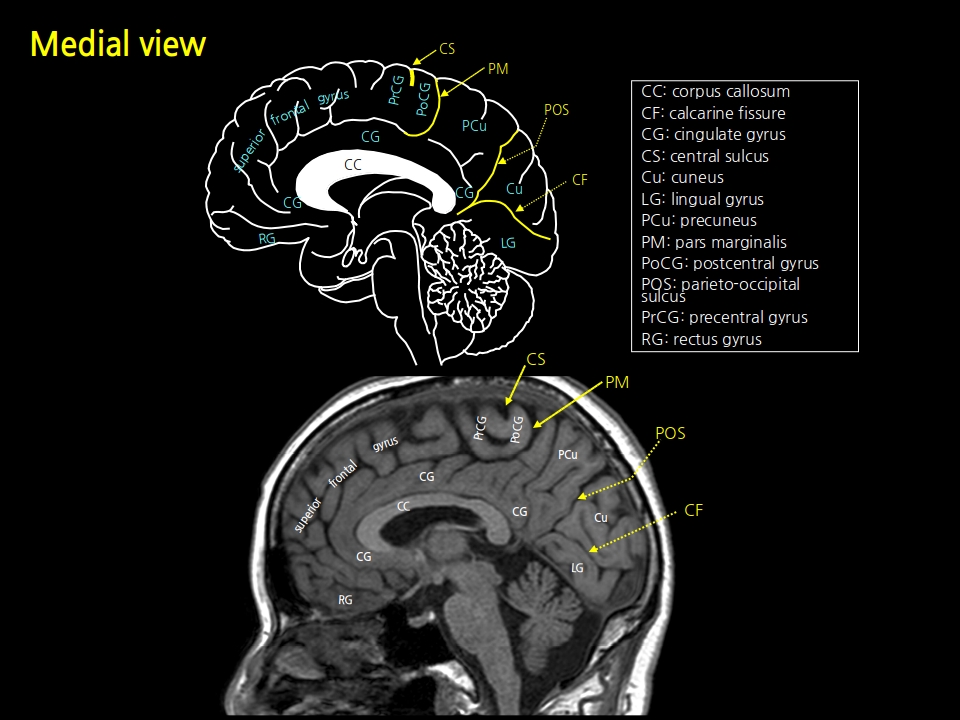 Medial view
CS
PM
POS
CF
PrCG
PoCG
superior frontal gyrus
PCu
CG
CC
CG
CG
Cu
RG
LG
CC: corpus callosum
CF: calcarine fissure
CG: cingulate gyrus
CS: central sulcus
Cu: cuneus
LG: lingual gyrus
PCu: precuneus
PM: pars marginalis
PoCG: postcentral gyrus
POS: parieto-occipital
sulcus
PrCG: precentral gyrus
RG: rectus gyrus
CS
PM
POS
CF
PrCG
PoCG
superior frontal gyrus
PCu
CG
CC
CG
Cu
CG
LG
RG